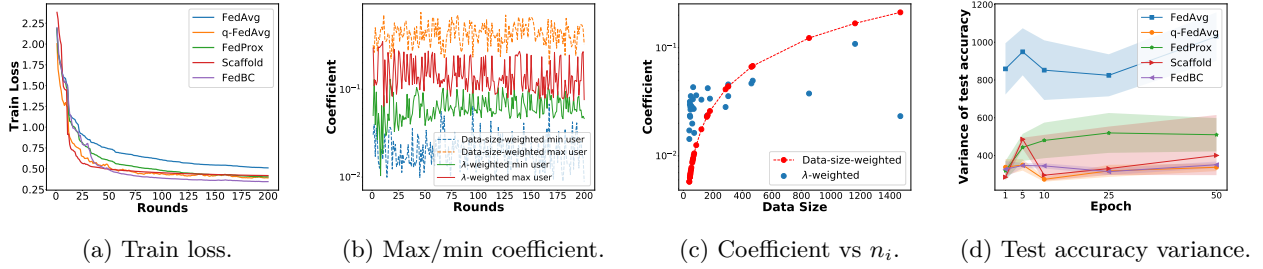 2.25
2.00
1.75
1.50
1.25
1.00
0.75
0.50
0.25
Train Loss
0 25 50 75 100 125 150 175 200
Rounds
FedAvg
q-FedAvg
FedProx
Scaffold
FedBC
(a) Train loss.
10⁻¹
10⁻²
Coefficient
0 25 50 75 100 125 150 175 200
Rounds
Data-size-weighted min user
Data-size-weighted max user
λ-weighted min user
λ-weighted max user
(b) Max/min coefficient.
10⁻¹
10⁻²
Coefficient
0 200 400 600 800 1000 1200 1400
Data Size
Data-size-weighted
λ-weighted
(c) Coefficient vs nᵢ.
1200
1000
800
600
400
Variance of test accuracy
1 5 10 25 50
Epoch
FedAvg
q-FedAvg
FedProx
Scaffold
FedBC
(d) Test accuracy variance.